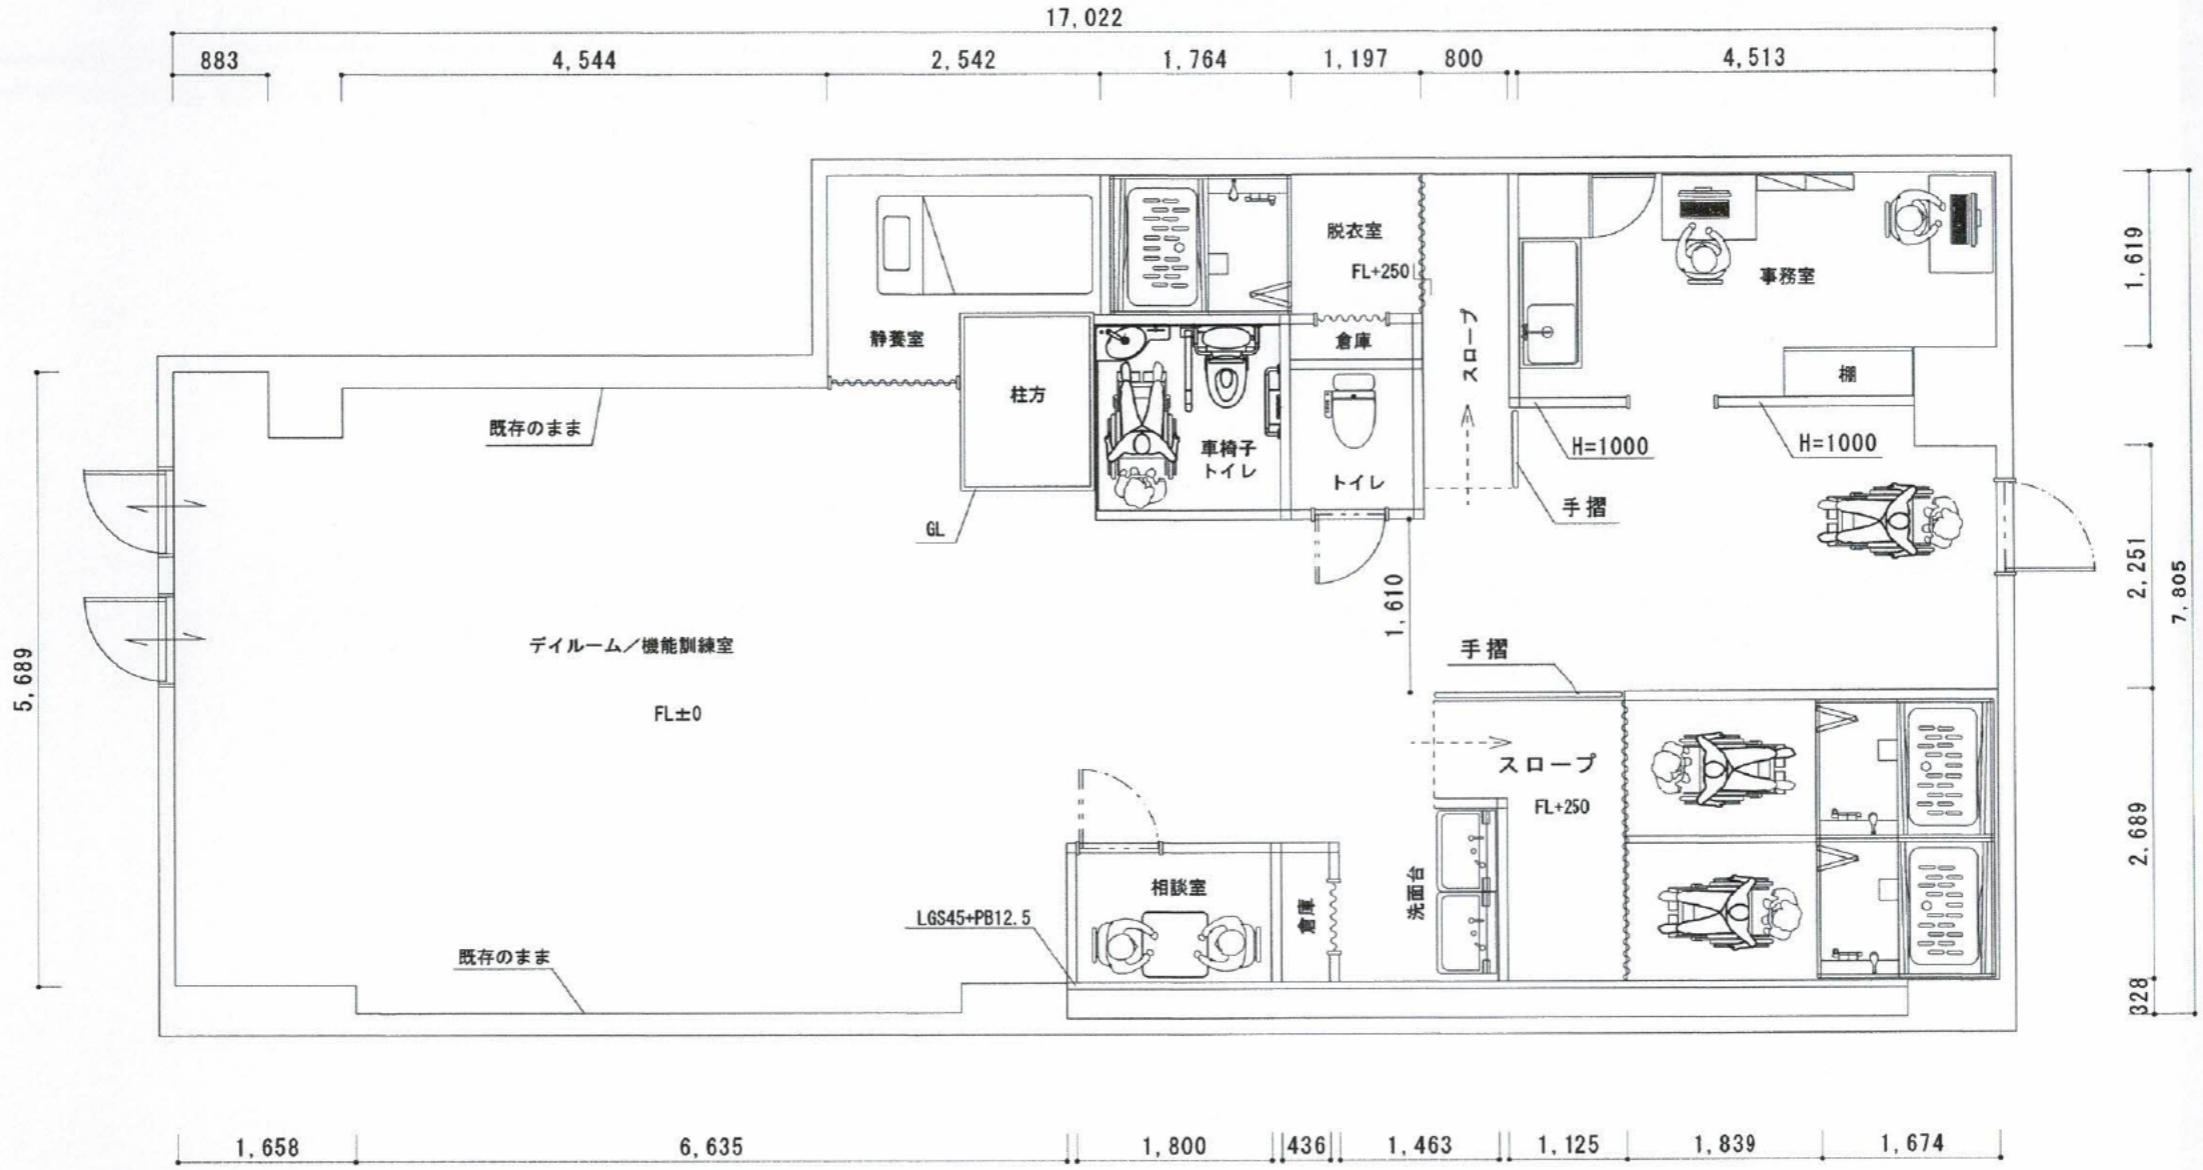 17,022
883
4,544
2,542
1,764
1,197
800
4,513
脱衣室
FL+250
事務室
1,619
静養室
倉庫
スロープ
柱方
棚
既存のまま
車椅子
トイレ
トイレ
H=1000
H=1000
手摺
GL
1,610
2,251
7,805
5,689
デイルーム／機能訓練室
手摺
FL±0
スロープ
FL+250
2,689
相談室
倉庫
洗面台
LGS45+PB12.5
既存のまま
328
1,658
6,635
1,800
436
1,463
1,125
1,839
1,674